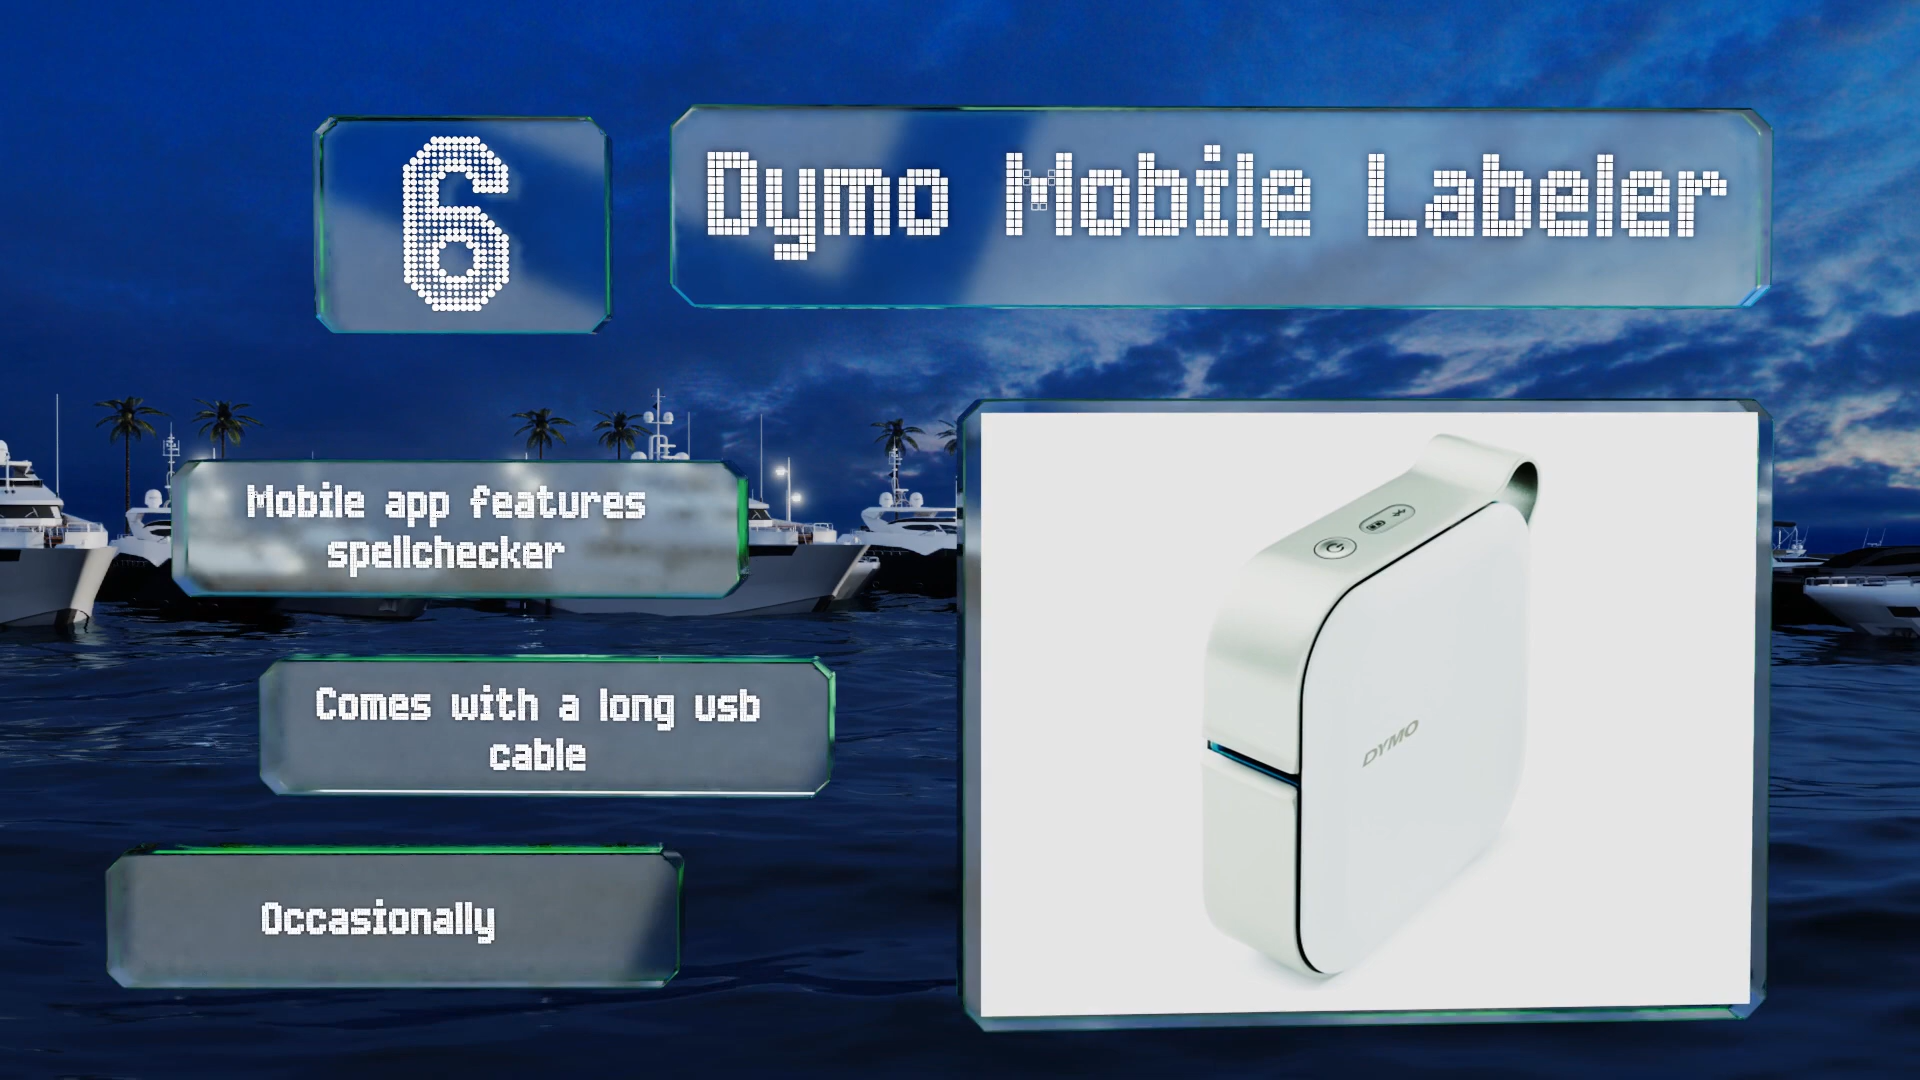 6
Dymo Mobile Labeler
Mobile app features
spellchecker
Comes with a long usb
cable
Occasionally
DYMO